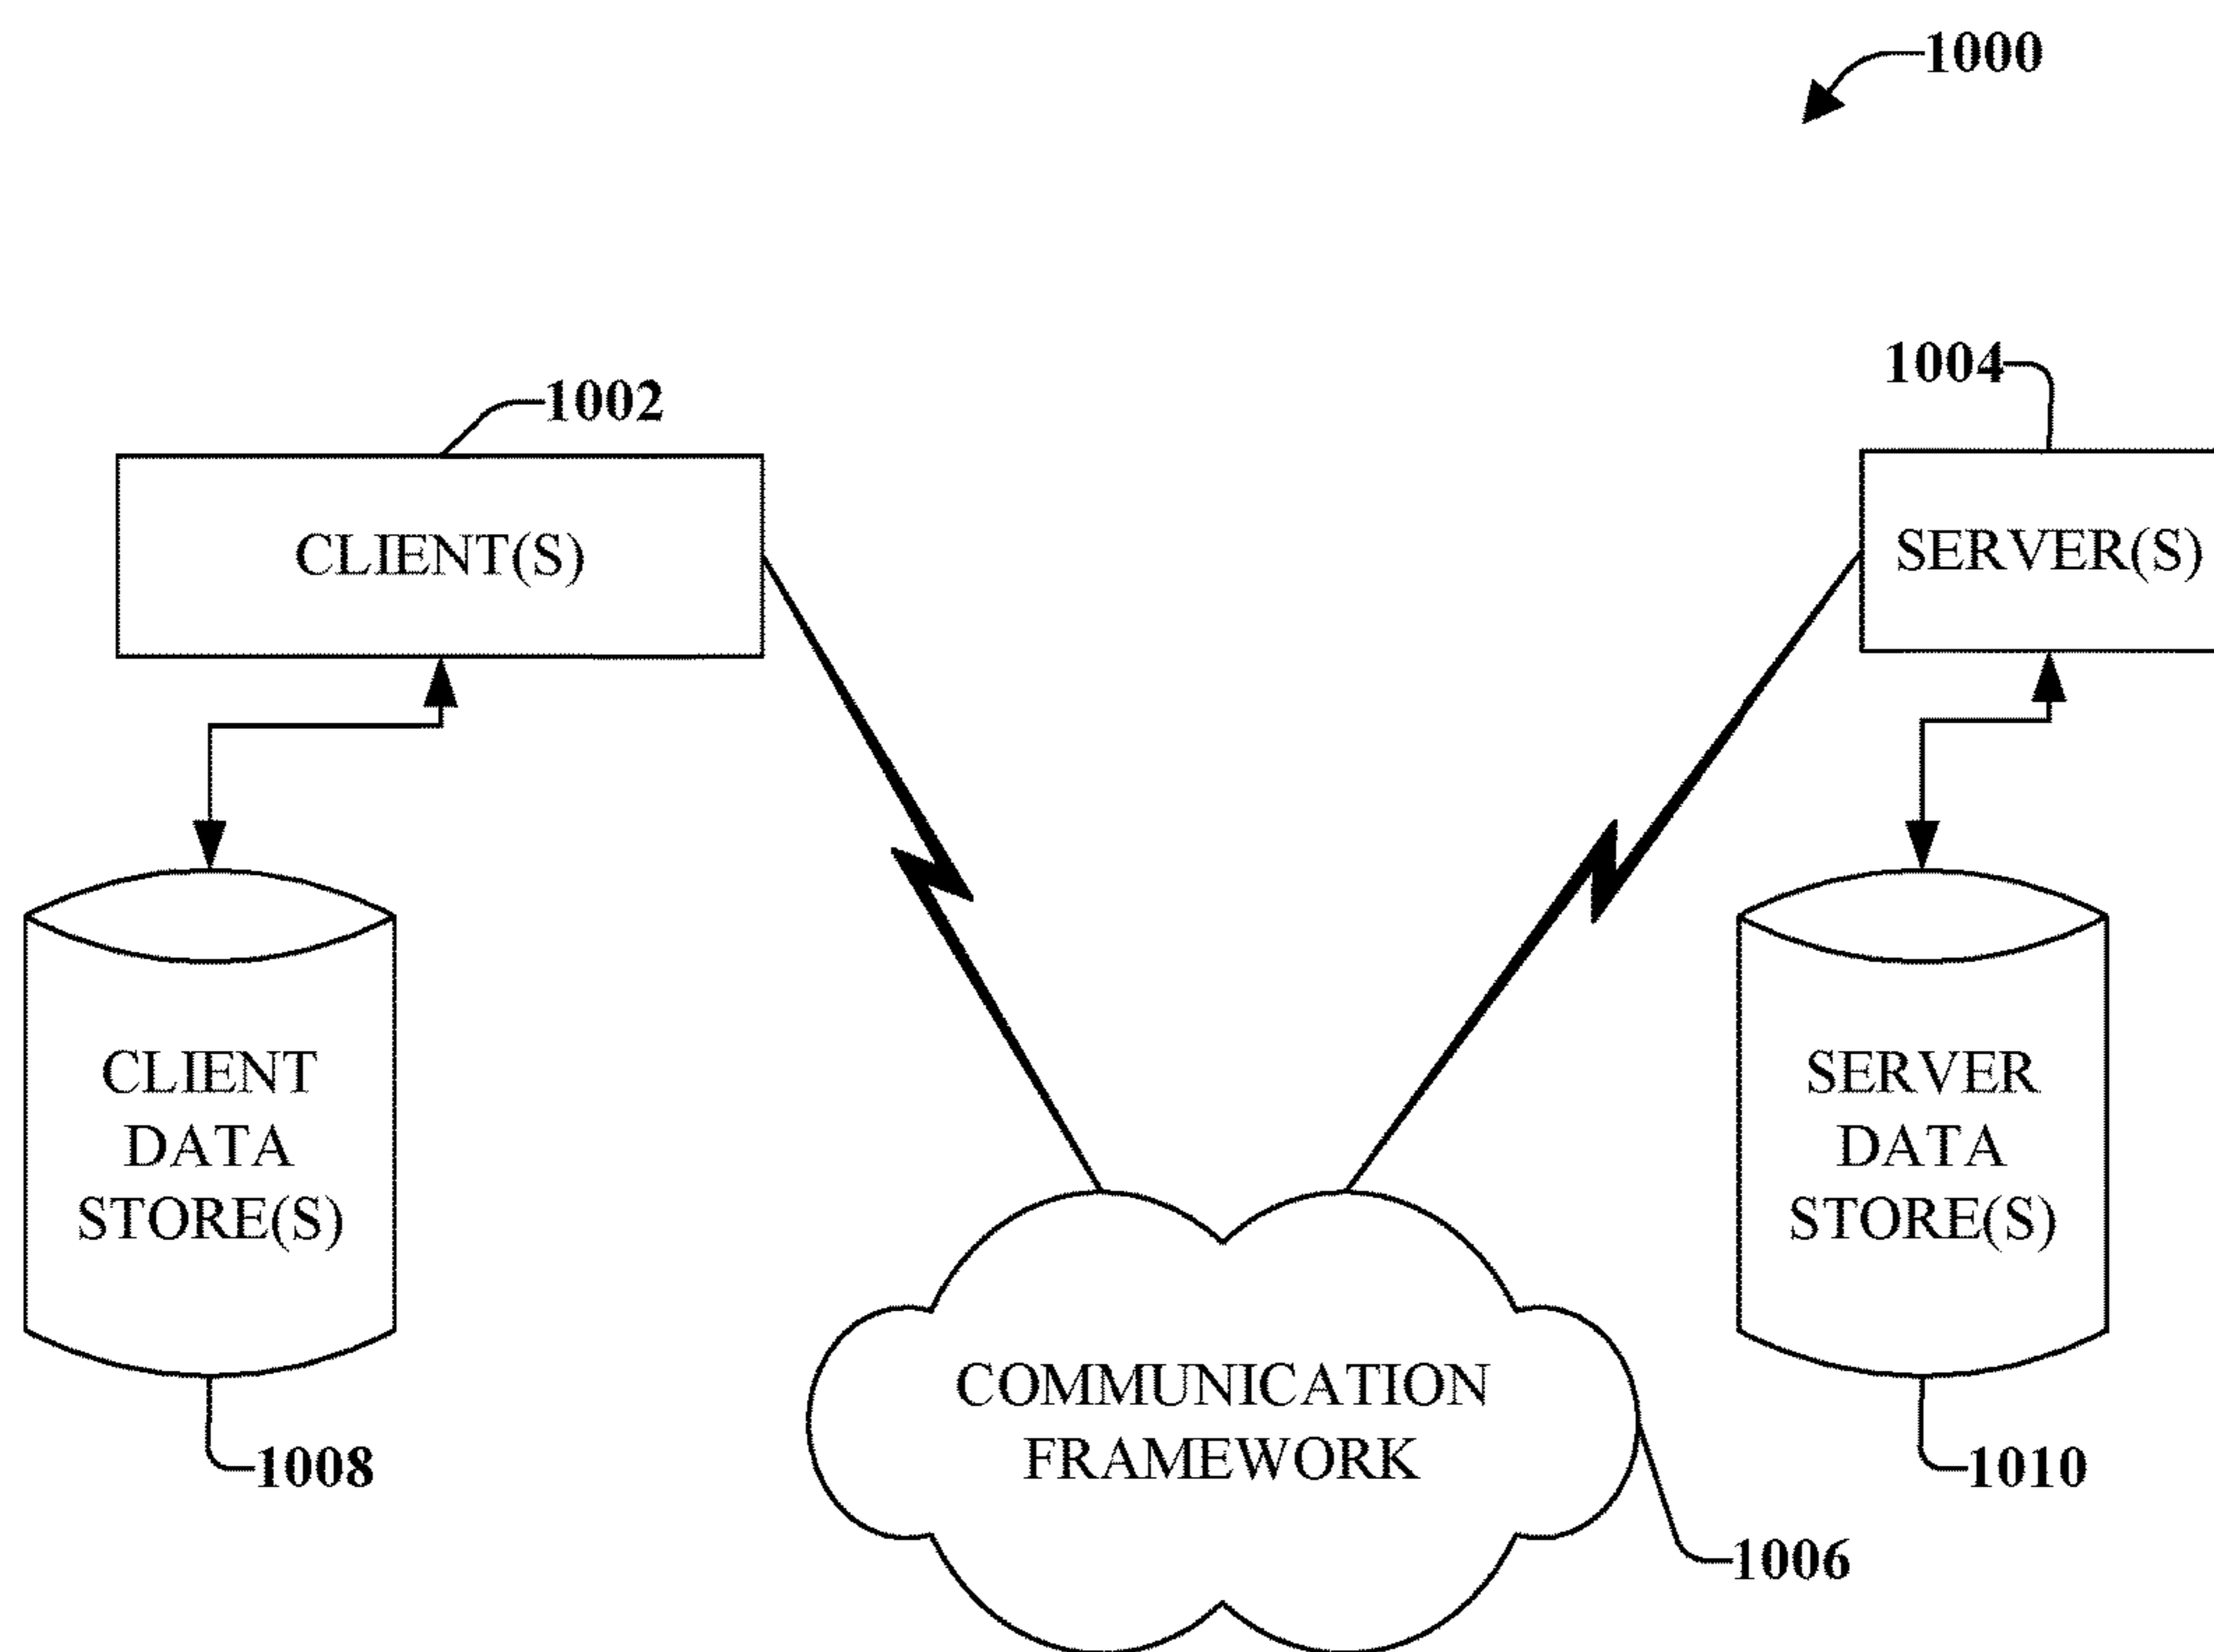 1000
1002
1004
CLIENT(S)
SERVER(S)
CLIENT
DATA
STORE(S)
SERVER
DATA
STORE(S)
COMMUNICATION
FRAMEWORK
1008
1010
1006